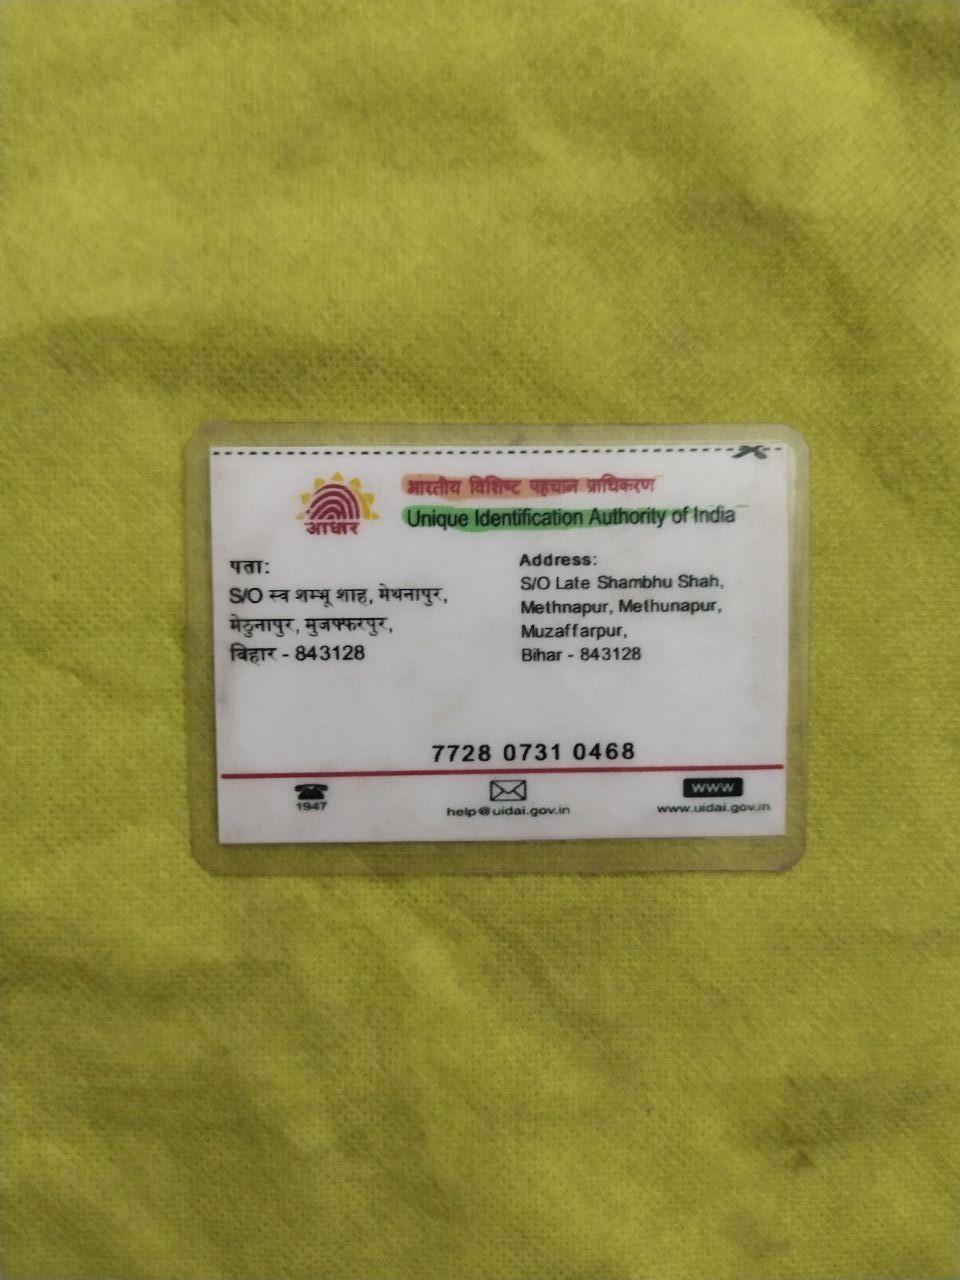 आधार
भारतीय विशिष्ट पहचान प्राधिकरण
Unique Identification Authority of India
पता:
S/O स्व शम्भू शाह, मेथनापुर,
मेठुनापुर, मुजफ्फरपुर,
बिहार - 843128
Address:
S/O Late Shambhu Shah,
Methnapur, Methunapur,
Muzaffarpur,
Bihar - 843128
7728 0731 0468
1947
help@uidai.gov.in
www
www.uidai.gov.in